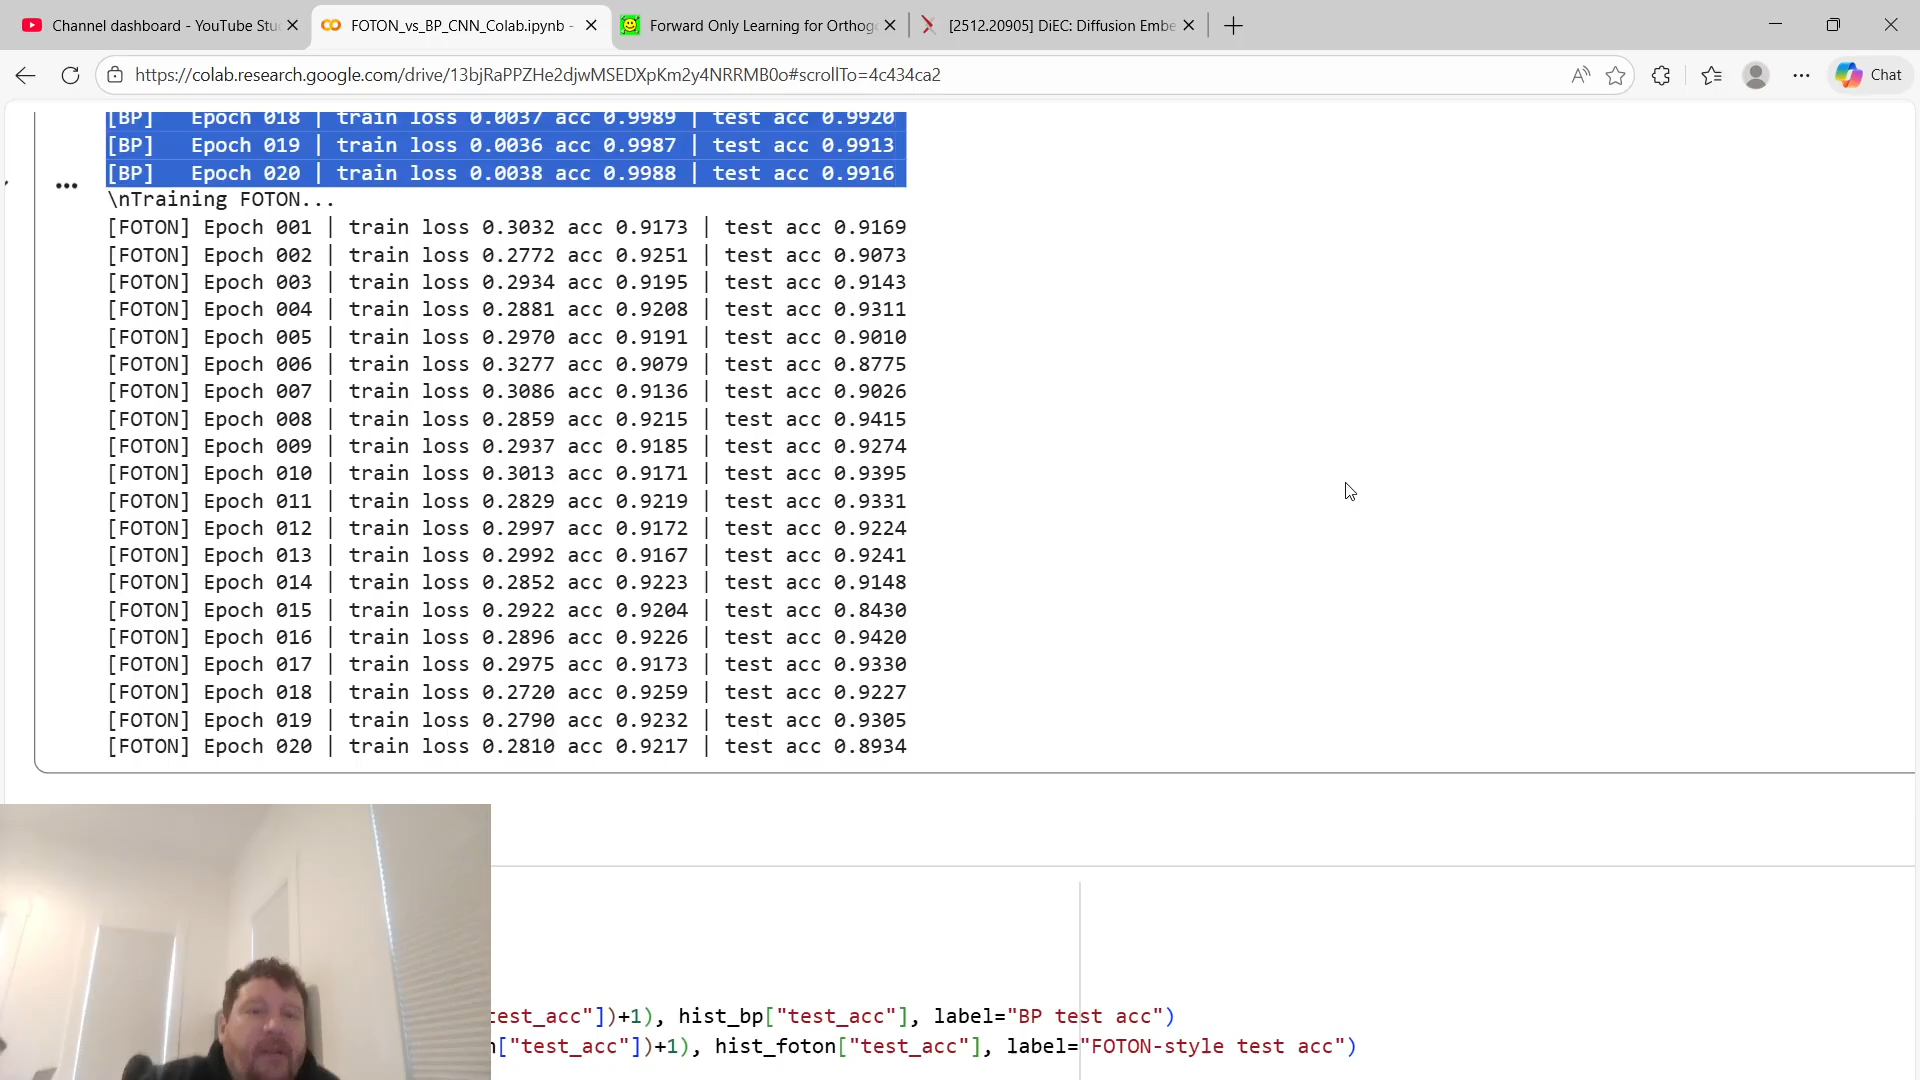 Channel dashboard - YouTube Stu
FOTON_vs_BP_CNN_Colab.ipynb -
Forward Only Learning for Orthog
[2512.20905] DiEC: Diffusion Embe
https://colab.research.google.com/drive/13bjRaPPZHe2djwMSEDXpKm2y4NRRMB0o#scrollTo=4c434ca2
Chat
[BP]   Epoch 018 | train loss 0.0037 acc 0.9989 | test acc 0.9920
[BP]   Epoch 019 | train loss 0.0036 acc 0.9987 | test acc 0.9913
[BP]   Epoch 020 | train loss 0.0038 acc 0.9988 | test acc 0.9916
\nTraining FOTON...
[FOTON] Epoch 001 | train loss 0.3032 acc 0.9173 | test acc 0.9169
[FOTON] Epoch 002 | train loss 0.2772 acc 0.9251 | test acc 0.9073
[FOTON] Epoch 003 | train loss 0.2934 acc 0.9195 | test acc 0.9143
[FOTON] Epoch 004 | train loss 0.2881 acc 0.9208 | test acc 0.9311
[FOTON] Epoch 005 | train loss 0.2970 acc 0.9191 | test acc 0.9010
[FOTON] Epoch 006 | train loss 0.3277 acc 0.9079 | test acc 0.8775
[FOTON] Epoch 007 | train loss 0.3086 acc 0.9136 | test acc 0.9026
[FOTON] Epoch 008 | train loss 0.2859 acc 0.9215 | test acc 0.9415
[FOTON] Epoch 009 | train loss 0.2937 acc 0.9185 | test acc 0.9274
[FOTON] Epoch 010 | train loss 0.3013 acc 0.9171 | test acc 0.9395
[FOTON] Epoch 011 | train loss 0.2829 acc 0.9219 | test acc 0.9331
[FOTON] Epoch 012 | train loss 0.2997 acc 0.9172 | test acc 0.9224
[FOTON] Epoch 013 | train loss 0.2992 acc 0.9167 | test acc 0.9241
[FOTON] Epoch 014 | train loss 0.2852 acc 0.9223 | test acc 0.9148
[FOTON] Epoch 015 | train loss 0.2922 acc 0.9204 | test acc 0.8430
[FOTON] Epoch 016 | train loss 0.2896 acc 0.9226 | test acc 0.9420
[FOTON] Epoch 017 | train loss 0.2975 acc 0.9173 | test acc 0.9330
[FOTON] Epoch 018 | train loss 0.2720 acc 0.9259 | test acc 0.9227
[FOTON] Epoch 019 | train loss 0.2790 acc 0.9232 | test acc 0.9305
[FOTON] Epoch 020 | train loss 0.2810 acc 0.9217 | test acc 0.8934
test_acc"])+1), hist_bp["test_acc"], label="BP test acc")
["test_acc"])+1), hist_foton["test_acc"], label="FOTON-style test acc")